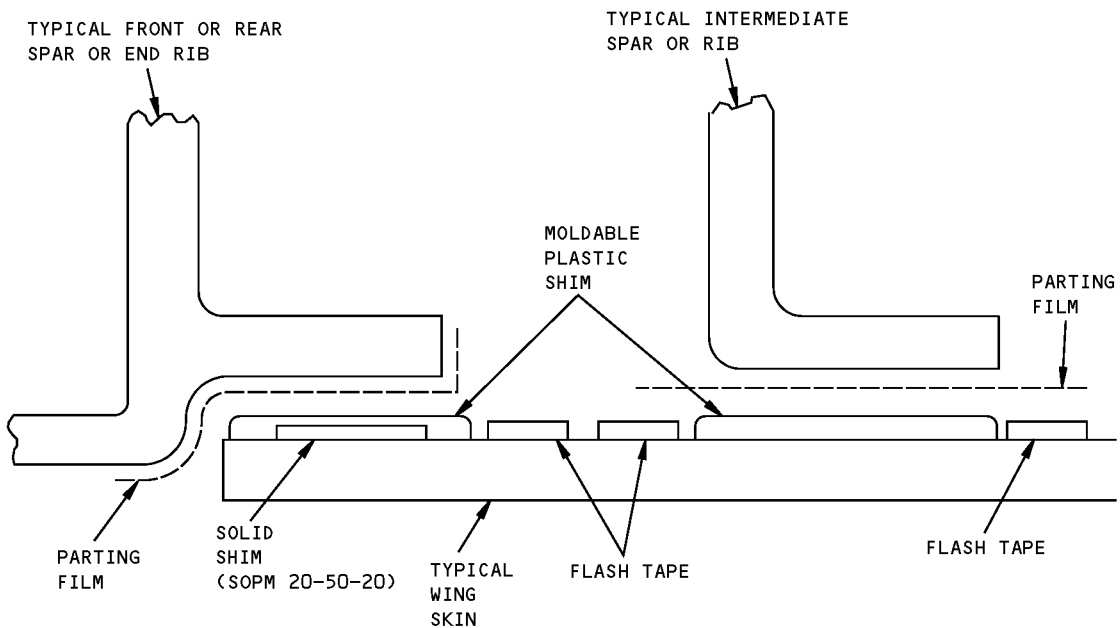 TYPICAL FRONT OR REAR
SPAR OR END RIB
TYPICAL INTERMEDIATE
SPAR OR RIB
MOLDABLE
PLASTIC
SHIM
PARTING
FILM
PARTING
FILM
SOLID
SHIM
(SOPM 20-50-20)
TYPICAL
WING
SKIN
FLASH TAPE
FLASH TAPE